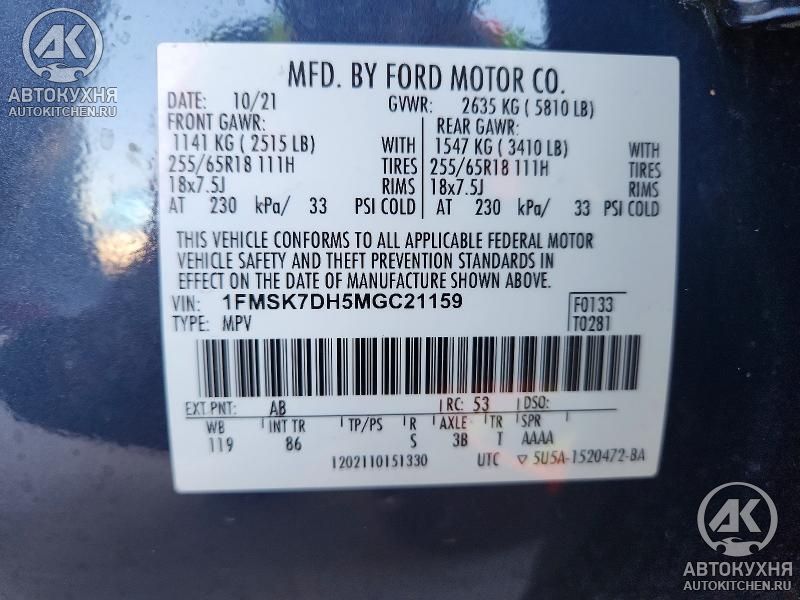 AK
АВТОКУХНЯ
AUTOKITCHEN.RU
MFD. BY FORD MOTOR CO.
DATE: 10/21 GVWR: 2635 KG ( 5810 LB)
FRONT GAWR: REAR GAWR:
1141 KG ( 2515 LB) WITH 1547 KG ( 3410 LB) WITH
255/65R18 111H TIRES 255/65R18 111H TIRES
18x7.5J RIMS 18x7.5J RIMS
AT 230 kPa/ 33 PSI COLD AT 230 kPa/ 33 PSI COLD
THIS VEHICLE CONFORMS TO ALL APPLICABLE FEDERAL MOTOR
VEHICLE SAFETY AND THEFT PREVENTION STANDARDS IN
EFFECT ON THE DATE OF MANUFACTURE SHOWN ABOVE.
VIN: 1FMSK7DH5MGC21159 F0133
TYPE: MPV T0281
EXT PNT: AB RC: 53 DSO:
WB INT TR TP/PS R AXLE TR SPR
119 86 S 3B T AAAA
1202110151330 UTC ▽ 5U5A-1520472-BA
AK
АВТОКУХНЯ
AUTOKITCHEN.RU